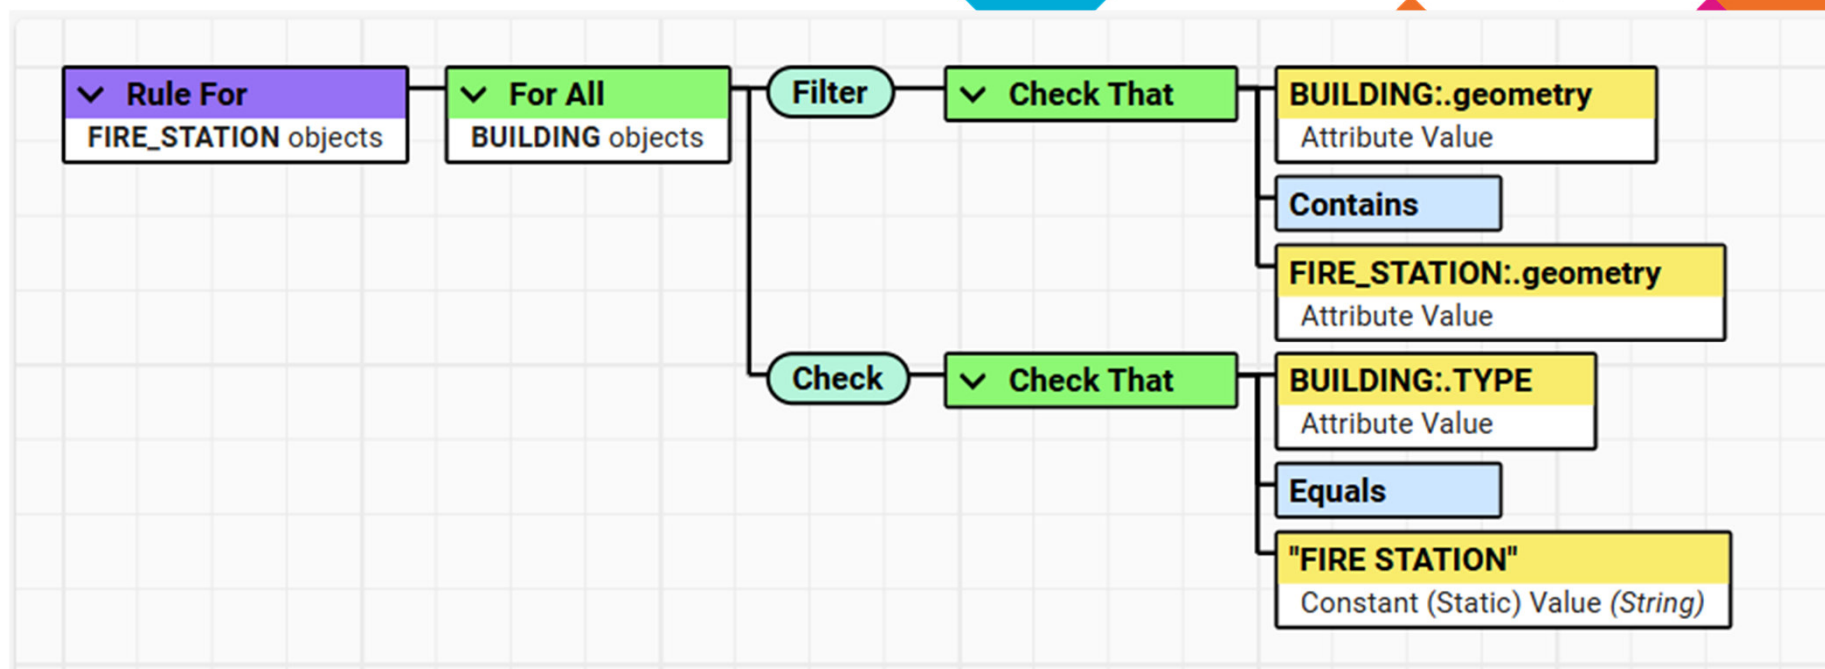 Rule For
FIRE_STATION objects
For All
BUILDING objects
Filter
Check That
BUILDING:.geometry
Attribute Value
Contains
FIRE_STATION:.geometry
Attribute Value
Check
Check That
BUILDING:.TYPE
Attribute Value
Equals
"FIRE STATION"
Constant (Static) Value (String)